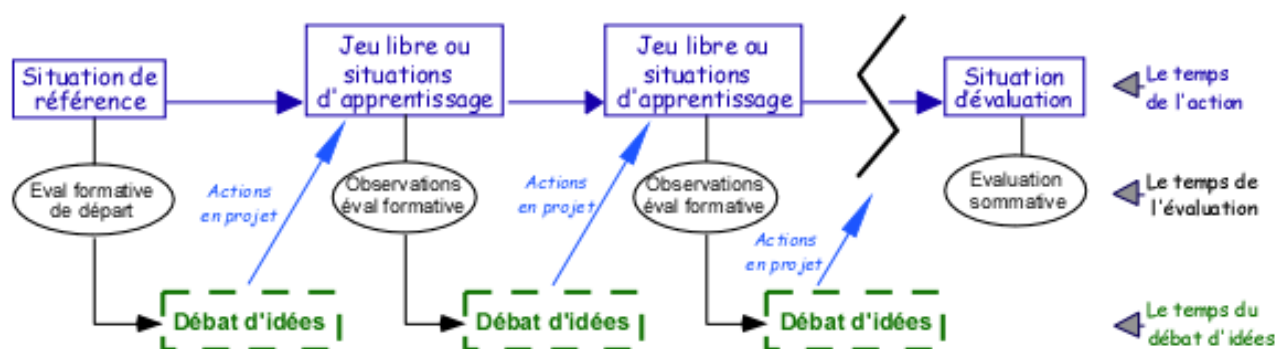 Situation de
référence
Jeu libre ou
situations
d'apprentissage
Jeu libre ou
situations
d'apprentissage
Situation
d'évaluation
Le temps
de l'action
Eval formative
de départ
Actions
en projet
Observations
éval formative
Actions
en projet
Observations
éval formative
Actions
en projet
Evaluation
sommative
Le temps de
l'évaluation
Débat d'idées
Débat d'idées
Débat d'idées
Le temps du
débat d'idées